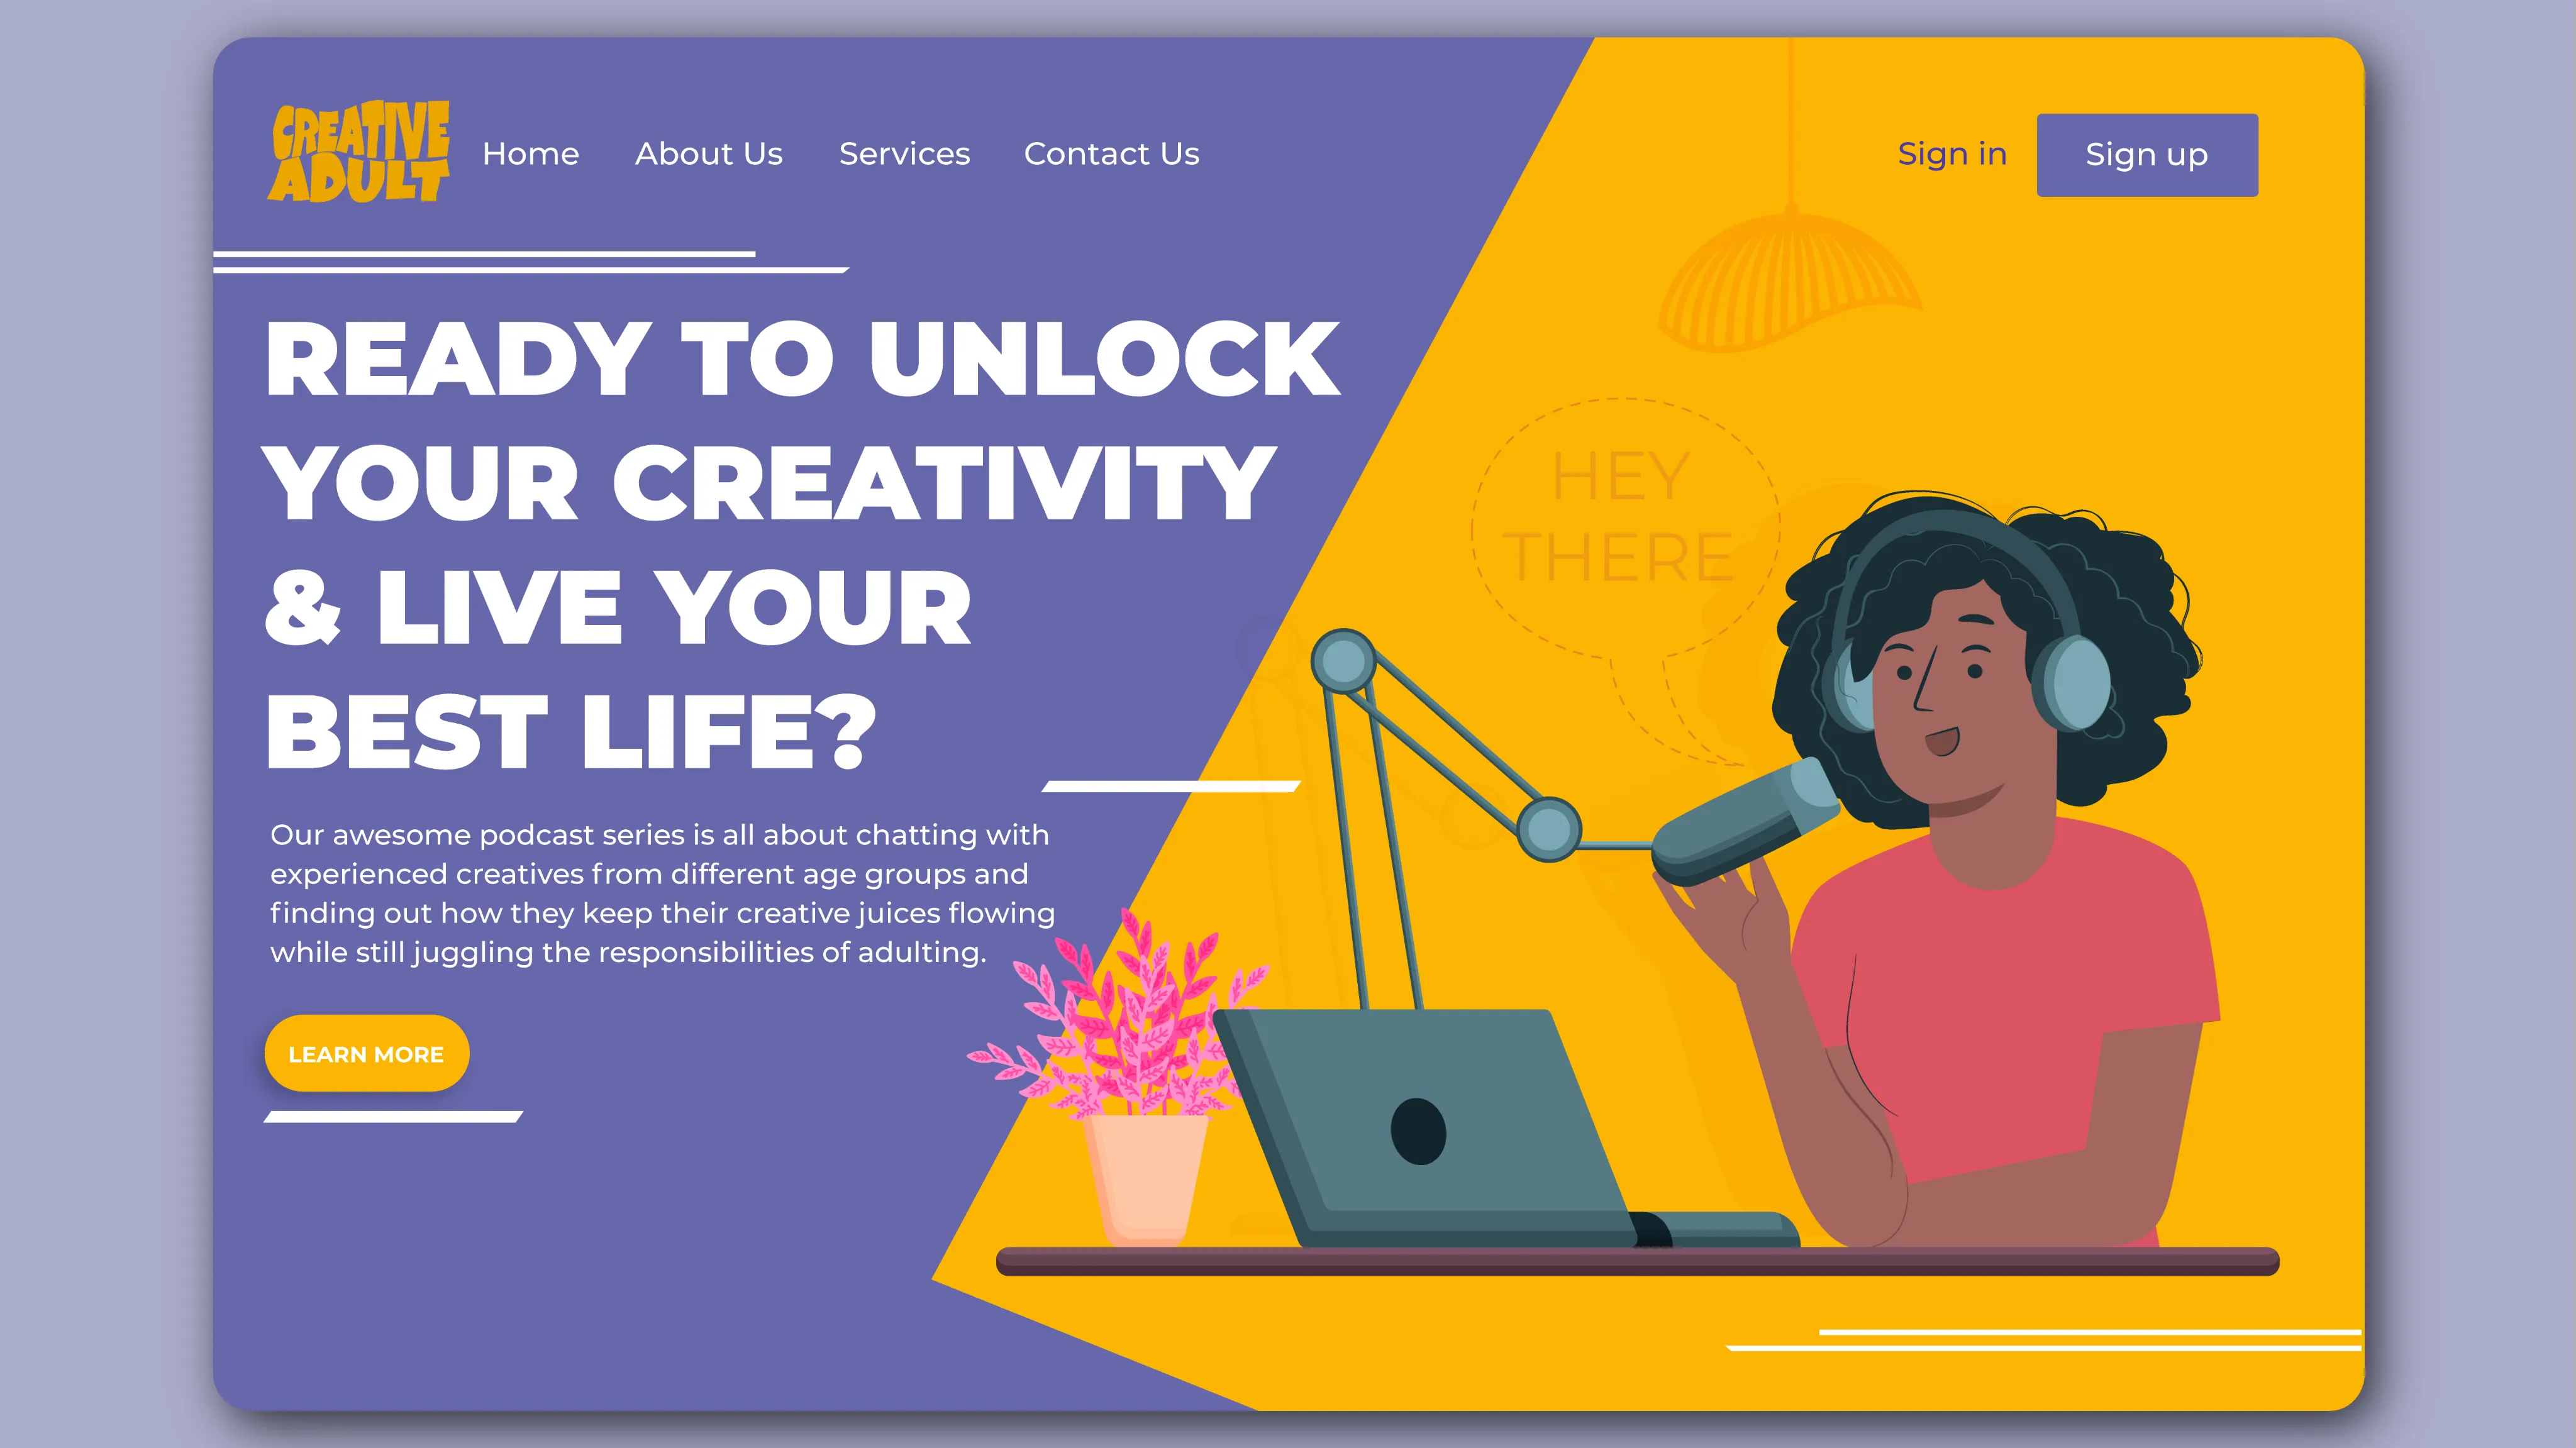 CREATIVE
ADULT
Home About Us Services Contact Us
Sign in Sign up
READY TO UNLOCK
YOUR CREATIVITY
& LIVE YOUR
BEST LIFE?
HEY
THERE
Our awesome podcast series is all about chatting with
experienced creatives from different age groups and
finding out how they keep their creative juices flowing
while still juggling the responsibilities of adulting.
LEARN MORE